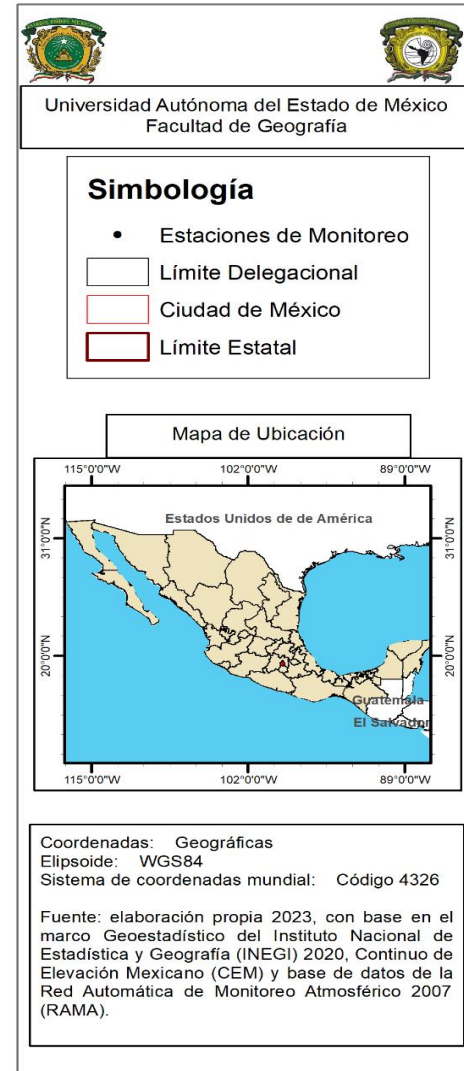 Universidad Autónoma del Estado de México
Facultad de Geografía
Simbología
Estaciones de Monitoreo
Límite Delegacional
Ciudad de México
Límite Estatal
Mapa de Ubicación
115°0'0"W 102°0'0"W 89°0'0"W
Estados Unidos de de América
31°0'0"N 31°0'0"N
20°0'0"N 20°0'0"N
Guatemala
El Salvador
115°0'0"W 102°0'0"W 89°0'0"W
Coordenadas: Geográficas
Elipsoide: WGS84
Sistema de coordenadas mundial: Código 4326
Fuente: elaboración propia 2023, con base en el
marco Geoestadístico del Instituto Nacional de
Estadística y Geografía (INEGI) 2020, Continuo de
Elevación Mexicano (CEM) y base de datos de la
Red Automática de Monitoreo Atmosférico 2007
(RAMA).